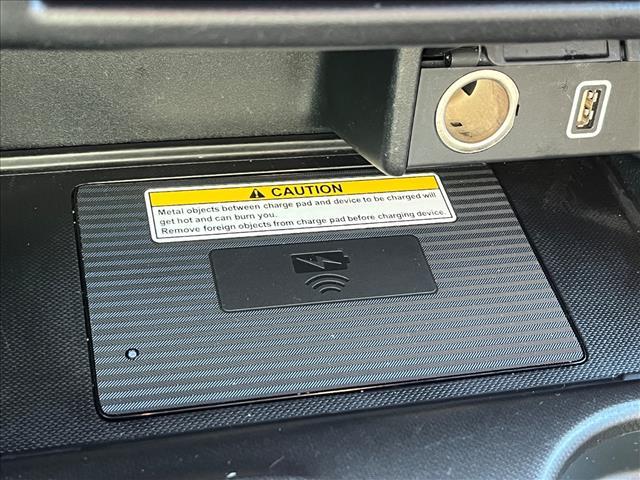 CAUTION
Metal objects between charge pad and device to be charged will
get hot and can burn you.
Remove foreign objects from charge pad before charging device.